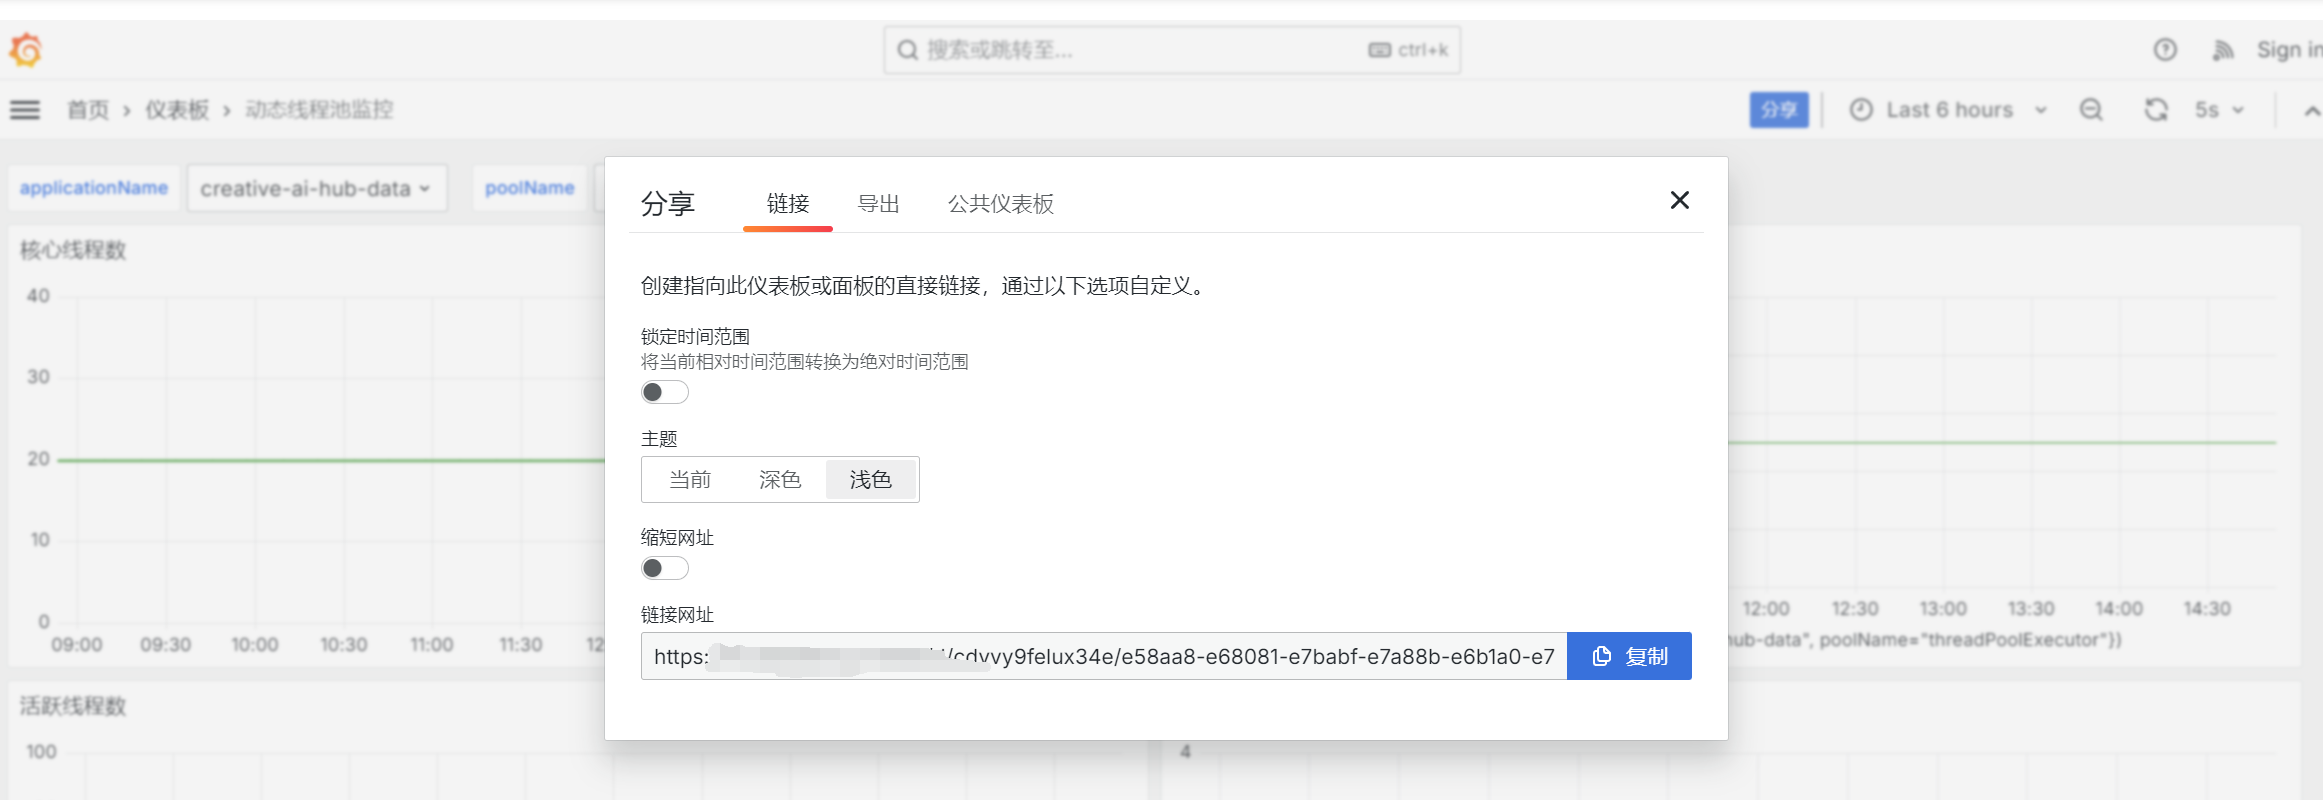 搜索或跳转至... ctrl+k Sign in
首页 › 仪表板 › 动态线程池监控 分享 Last 6 hours 5s
applicationName creative-ai-hub-data poolName
分享 链接 导出 公共仪表板
核心线程数
40
30
20
10
0
09:00 09:30 10:00 10:30 11:00 11:30
创建指向此仪表板或面板的直接链接，通过以下选项自定义。
锁定时间范围
将当前相对时间范围转换为绝对时间范围
主题
当前 深色 浅色
缩短网址
链接网址
https: /cdvvy9felux34e/e58aa8-e68081-e7babf-e7a88b-e6b1a0-e7 复制
12:00 12:30 13:00 13:30 14:00 14:30
hub-data", poolName="threadPoolExecutor"})
活跃线程数
100
4